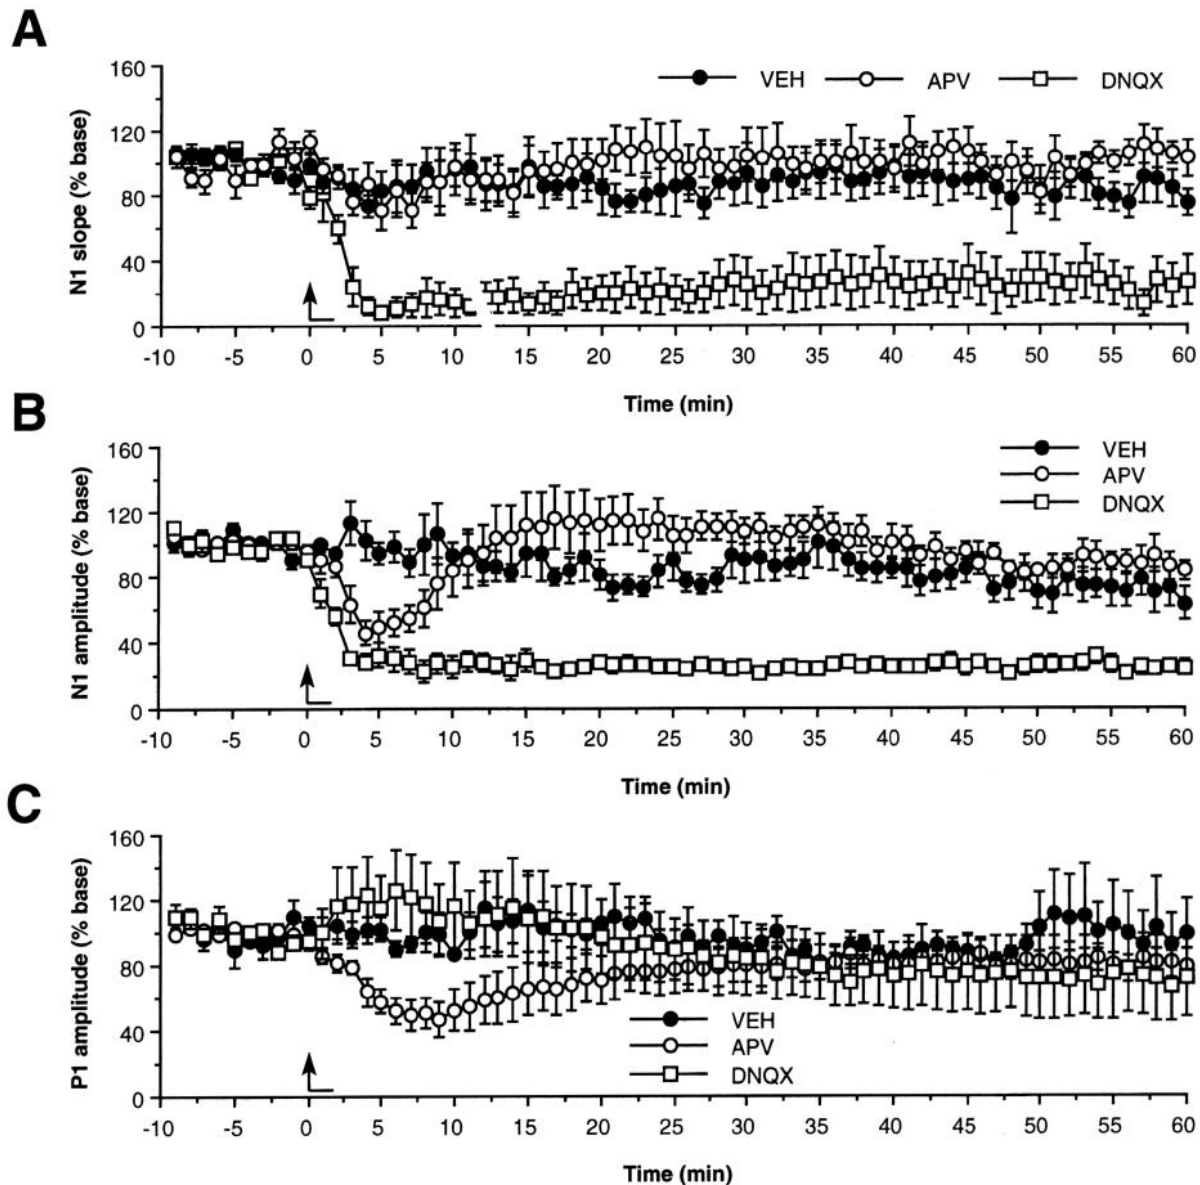 A
N1 slope (% base)
160
120
80
40
0
VEH APV DNQX
-10 -5 0 5 10 15 20 25 30 35 40 45 50 55 60
Time (min)
B
N1 amplitude (% base)
160
120
80
40
0
VEH
APV
DNQX
-10 -5 0 5 10 15 20 25 30 35 40 45 50 55 60
Time (min)
C
P1 amplitude (% base)
160
120
80
40
0
VEH
APV
DNQX
-10 -5 0 5 10 15 20 25 30 35 40 45 50 55 60
Time (min)